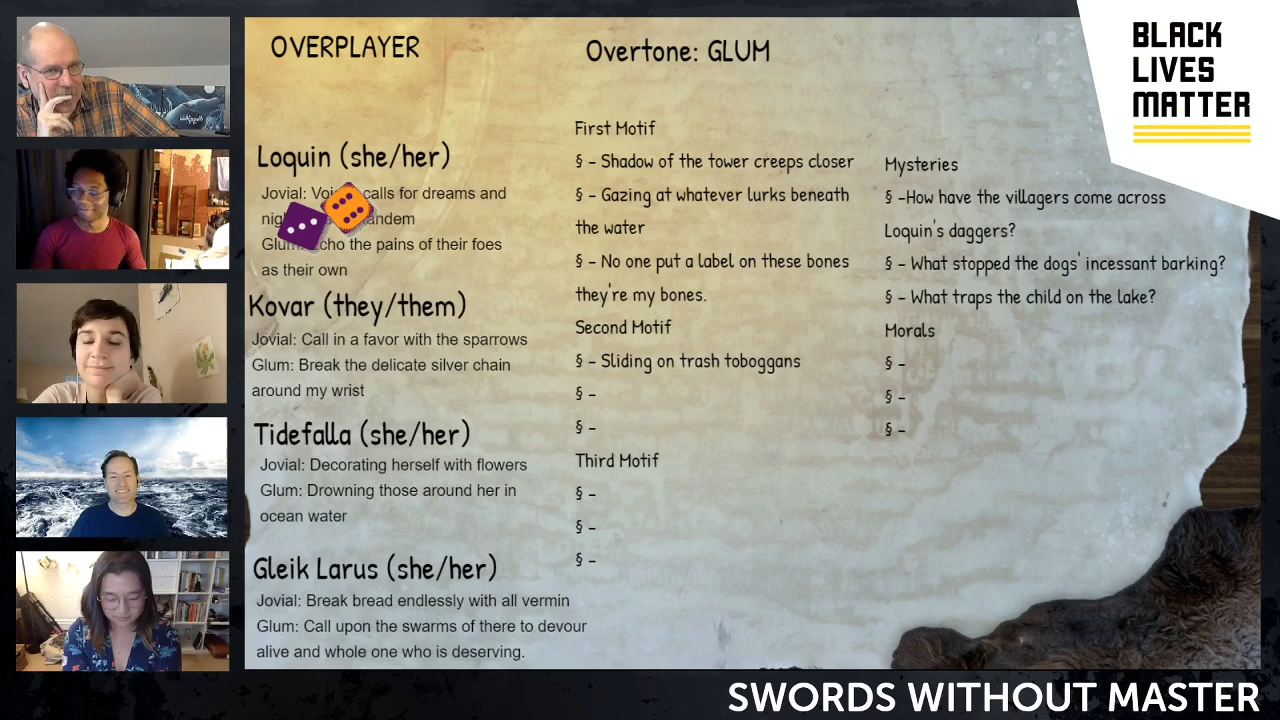 OVERPLAYER
Loquin (she/her)
Jovial: calls for dreams and
Glum: the pains of their foes
as their own
Kovar (they/them)
Jovial: Call in a favor with the sparrows
Glum: Break the delicate silver chain
around my wrist
Tidefalla (she/her)
Jovial: Decorating herself with flowers
Glum: Drowning those around her in
ocean water
Gleik Larus (she/her)
Jovial: Break bread endlessly with all vermin
Glum: Call upon the swarms of there to devour
alive and whole one who is deserving.
Overtone: GLUM
First Motif
§ - Shadow of the tower creeps closer
§ - Gazing at whatever lurks beneath
the water
§ - No one put a label on these bones
they're my bones.
Second Motif
§ - Sliding on trash toboggans
§ -
§ -
Third Motif
§ -
§ -
§ -
Mysteries
§ -How have the villagers come across
Loquin's daggers?
§ - What stopped the dogs' incessant barking?
§ - What traps the child on the lake?
Morals
§ -
§ -
§ -
BLACK
LIVES
MATTER
SWORDS WITHOUT MASTER